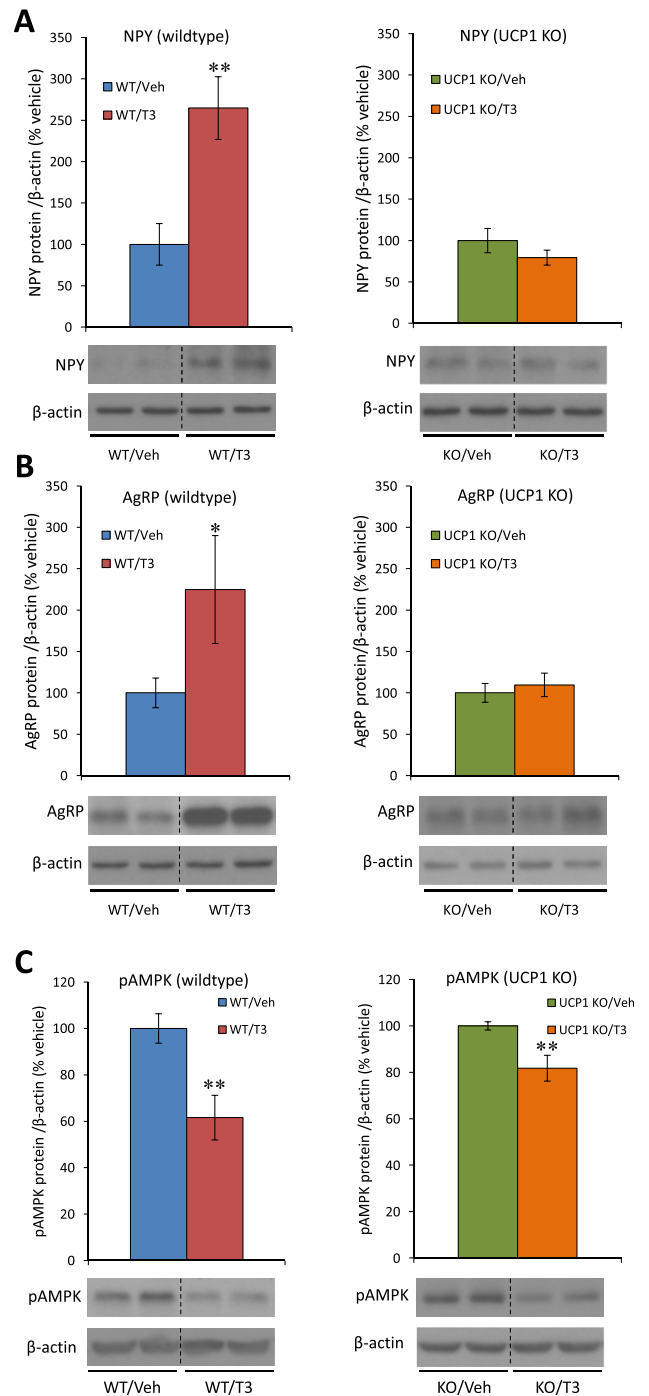 A
NPY (wildtype)
NPY protein /β-actin (% vehicle)
350
300
250
200
150
100
50
0
WT/Veh
WT/T3
**
NPY
β-actin
WT/Veh WT/T3
NPY (UCP1 KO)
NPY protein /β-actin (% vehicle)
350
300
250
200
150
100
50
0
UCP1 KO/Veh
UCP1 KO/T3
NPY
β-actin
KO/Veh KO/T3
B
AgRP (wildtype)
AgRP protein /β-actin (% vehicle)
350
300
250
200
150
100
50
0
WT/Veh
WT/T3
*
AgRP
β-actin
WT/Veh WT/T3
AgRP (UCP1 KO)
AgRP protein/β-actin (% vehicle)
350
300
250
200
150
100
50
0
UCP1 KO/Veh
UCP1 KO/T3
AgRP
β-actin
KO/Veh KO/T3
C
pAMPK (wildtype)
pAMPK protein /β-actin (% vehicle)
120
100
80
60
40
20
0
WT/Veh
WT/T3
**
pAMPK
β-actin
WT/Veh WT/T3
pAMPK (UCP1 KO)
pAMPK protein /β-actin (% vehicle)
120
100
80
60
40
20
0
UCP1 KO/Veh
UCP1 KO/T3
**
pAMPK
β-actin
KO/Veh KO/T3